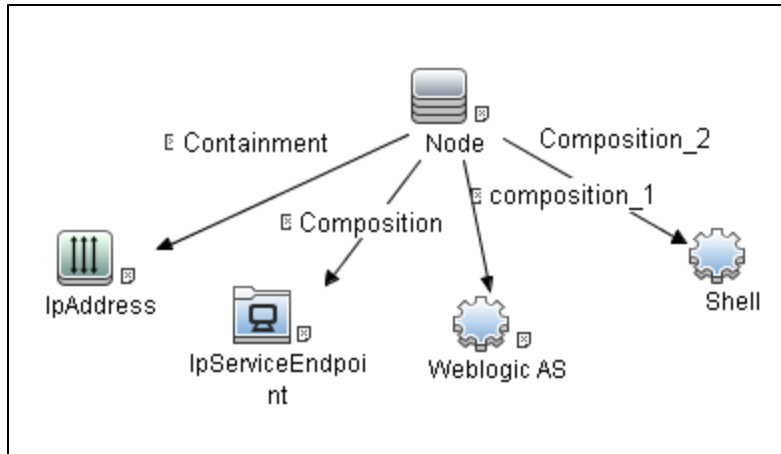 Containment
Node
Composition_2
composition_1
Composition
IpAddress
Shell
IpServiceEndpoi
nt
Weblogic AS